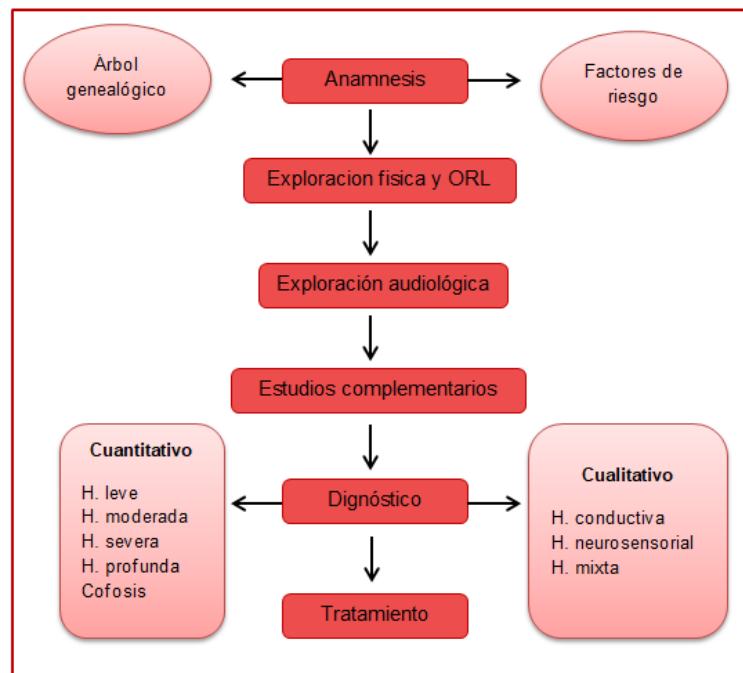 Árbol
genealógico
Anamnesis
Factores de
riesgo
Exploracion fisica y ORL
Exploración audiológica
Estudios complementarios
Cuantitativo
H. leve
H. moderada
H. severa
H. profunda
Cofosis
Dignóstico
Cualitativo
H. conductiva
H. neurosensorial
H. mixta
Tratamiento